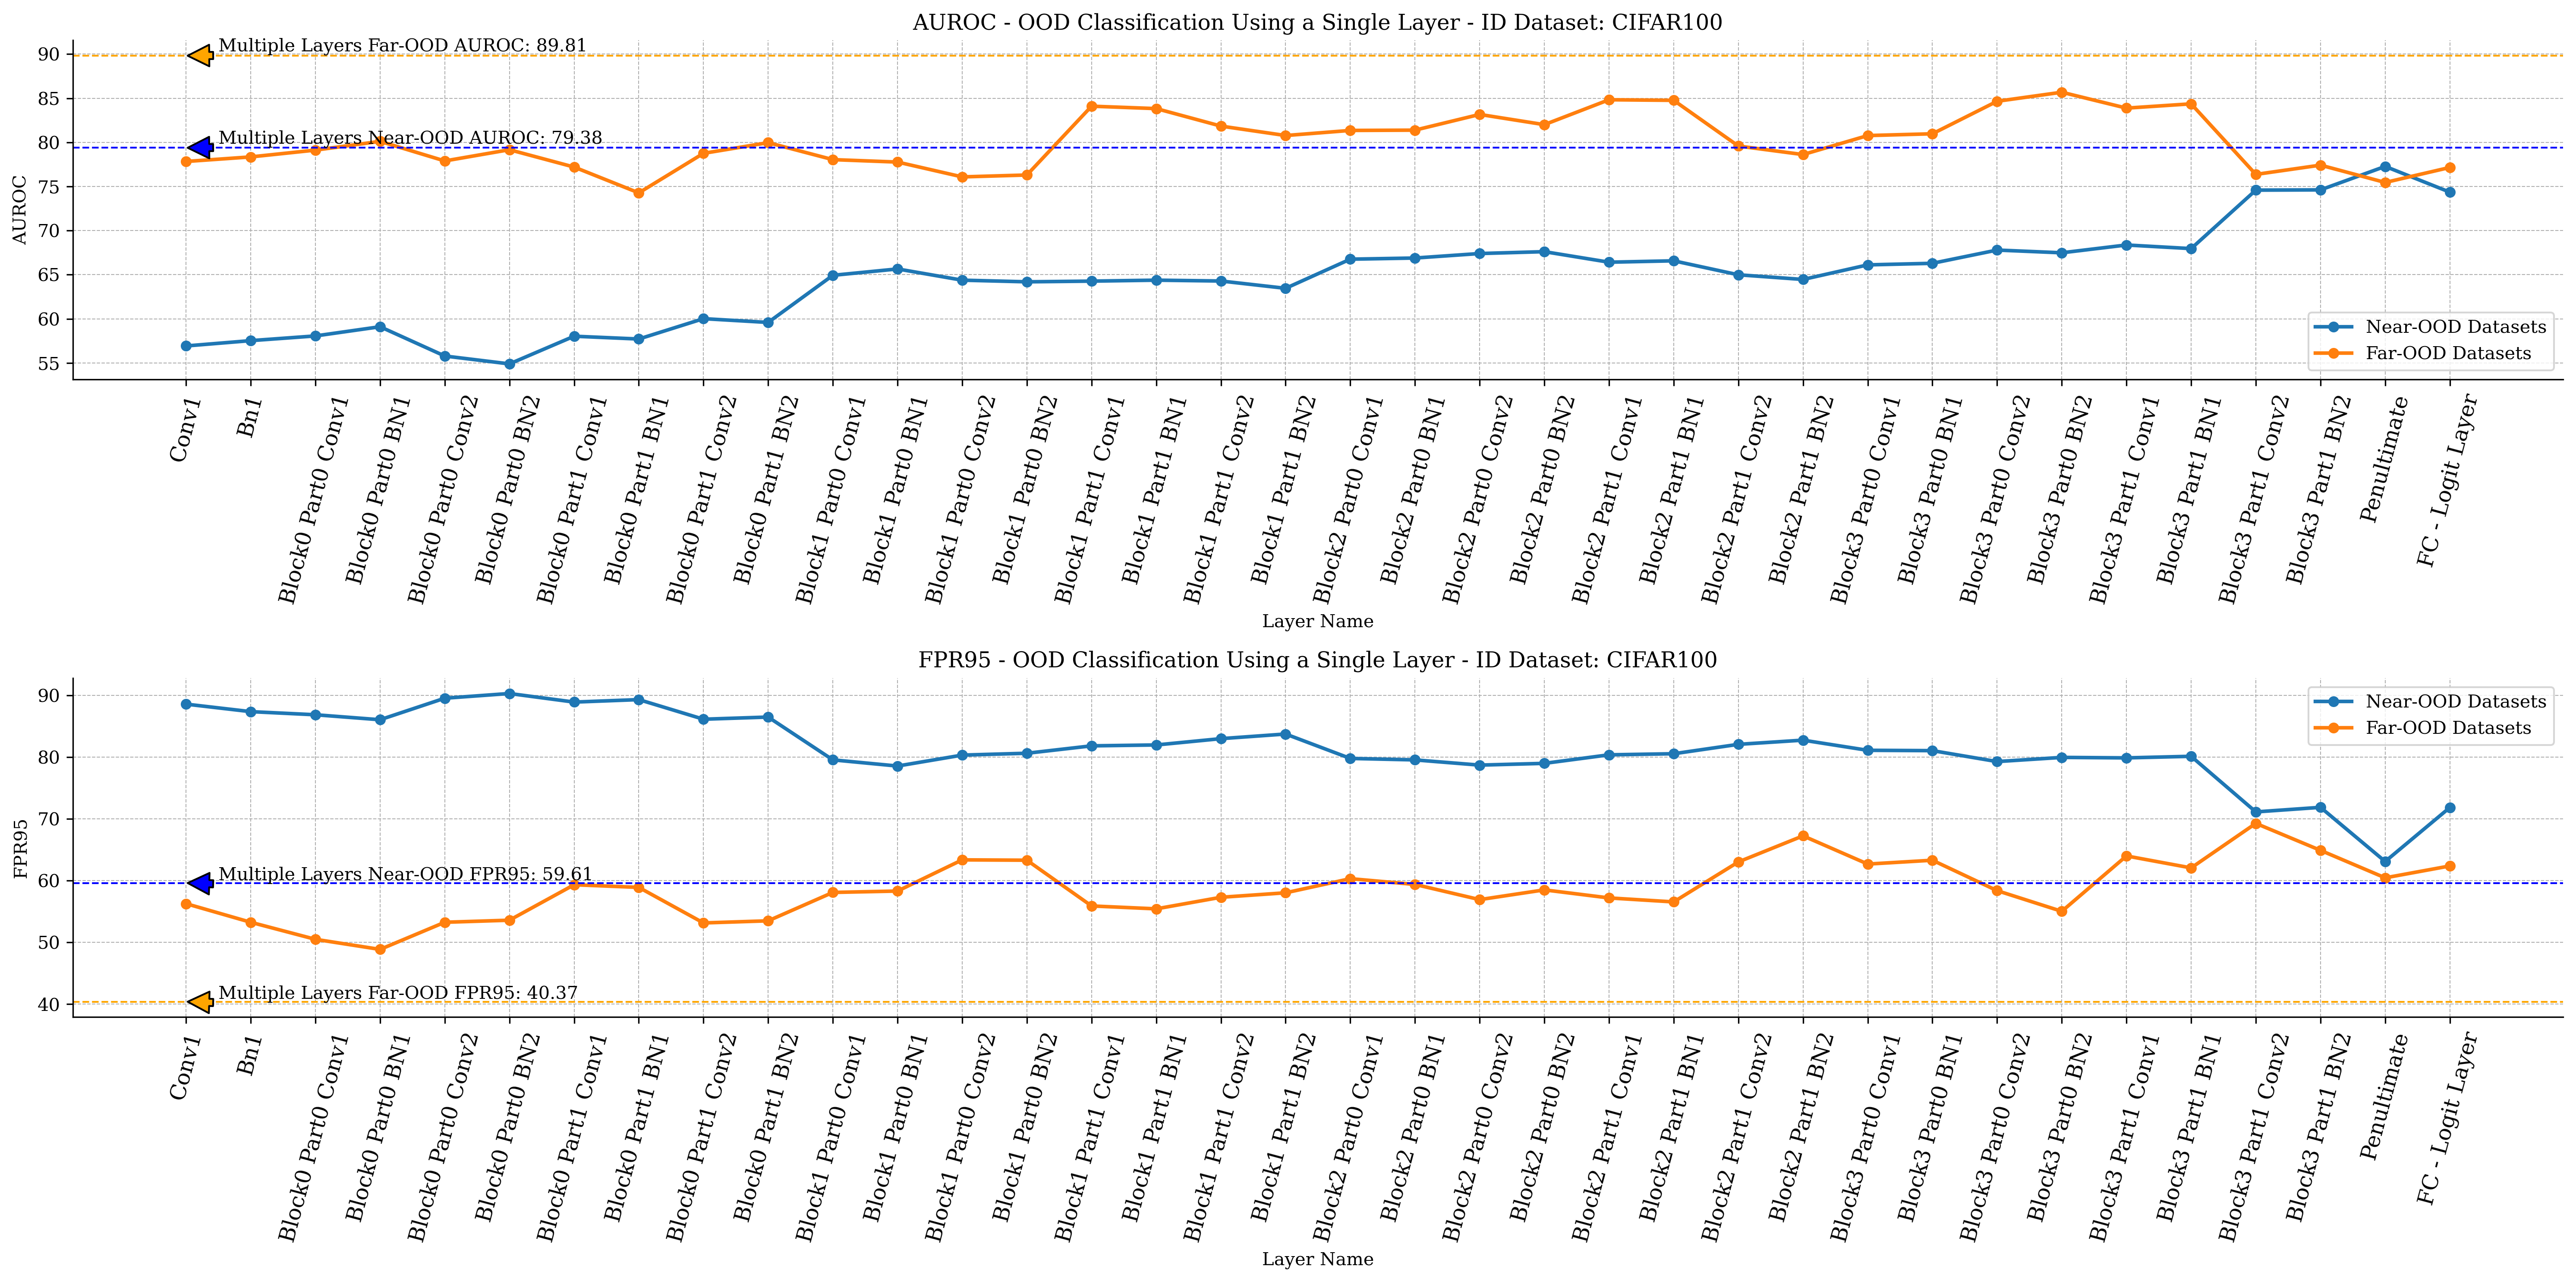 AUROC - OOD Classification Using a Single Layer - ID Dataset: CIFAR100
AUROC
90
85
80
75
70
65
60
55
Multiple Layers Far-OOD AUROC: 89.81
Multiple Layers Near-OOD AUROC: 79.38
Near-OOD Datasets
Far-OOD Datasets
Conv1
Bn1
Block0 Part0 Conv1
Block0 Part0 BN1
Block0 Part0 Conv2
Block0 Part0 BN2
Block0 Part1 Conv1
Block0 Part1 BN1
Block0 Part1 Conv2
Block0 Part1 BN2
Block1 Part0 Conv1
Block1 Part0 BN1
Block1 Part0 Conv2
Block1 Part0 BN2
Block1 Part1 Conv1
Block1 Part1 BN1
Block1 Part1 Conv2
Block1 Part1 BN2
Block2 Part0 Conv1
Block2 Part0 BN1
Block2 Part0 Conv2
Block2 Part0 BN2
Block2 Part1 Conv1
Block2 Part1 BN1
Block2 Part1 Conv2
Block2 Part1 BN2
Block3 Part0 Conv1
Block3 Part0 BN1
Block3 Part0 Conv2
Block3 Part0 BN2
Block3 Part1 Conv1
Block3 Part1 BN1
Block3 Part1 Conv2
Block3 Part1 BN2
Penultimate
FC - Logit Layer
Layer Name
FPR95 - OOD Classification Using a Single Layer - ID Dataset: CIFAR100
FPR95
90
80
70
60
50
40
Near-OOD Datasets
Far-OOD Datasets
Multiple Layers Near-OOD FPR95: 59.61
Multiple Layers Far-OOD FPR95: 40.37
Conv1
Bn1
Block0 Part0 Conv1
Block0 Part0 BN1
Block0 Part0 Conv2
Block0 Part0 BN2
Block0 Part1 Conv1
Block0 Part1 BN1
Block0 Part1 Conv2
Block0 Part1 BN2
Block1 Part0 Conv1
Block1 Part0 BN1
Block1 Part0 Conv2
Block1 Part0 BN2
Block1 Part1 Conv1
Block1 Part1 BN1
Block1 Part1 Conv2
Block1 Part1 BN2
Block2 Part0 Conv1
Block2 Part0 BN1
Block2 Part0 Conv2
Block2 Part0 BN2
Block2 Part1 Conv1
Block2 Part1 BN1
Block2 Part1 Conv2
Block2 Part1 BN2
Block3 Part0 Conv1
Block3 Part0 BN1
Block3 Part0 Conv2
Block3 Part0 BN2
Block3 Part1 Conv1
Block3 Part1 BN1
Block3 Part1 Conv2
Block3 Part1 BN2
Penultimate
FC - Logit Layer
Layer Name